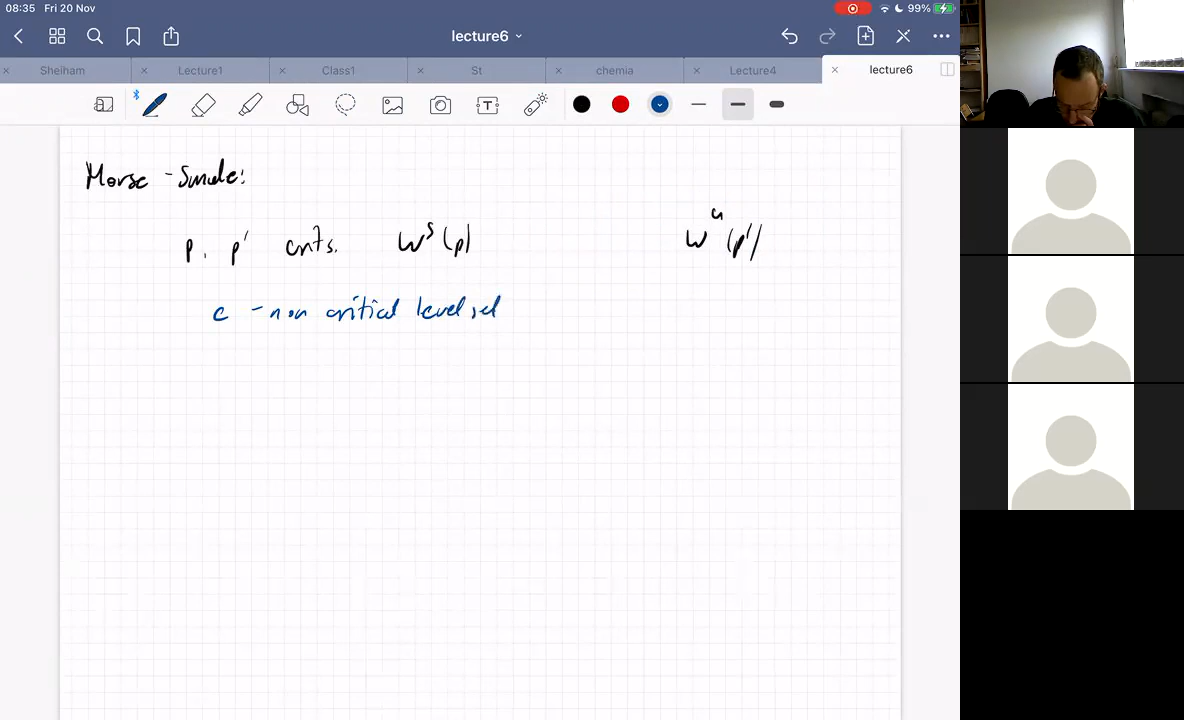 08:35 Fri 20 Nov
99%
lecture6
Sheiham Lecture1 Class1 St chemia Lecture4 lecture6
Morse - Smale:
p, p' crits. W^s(p) W^u(p')
c - non critical level set